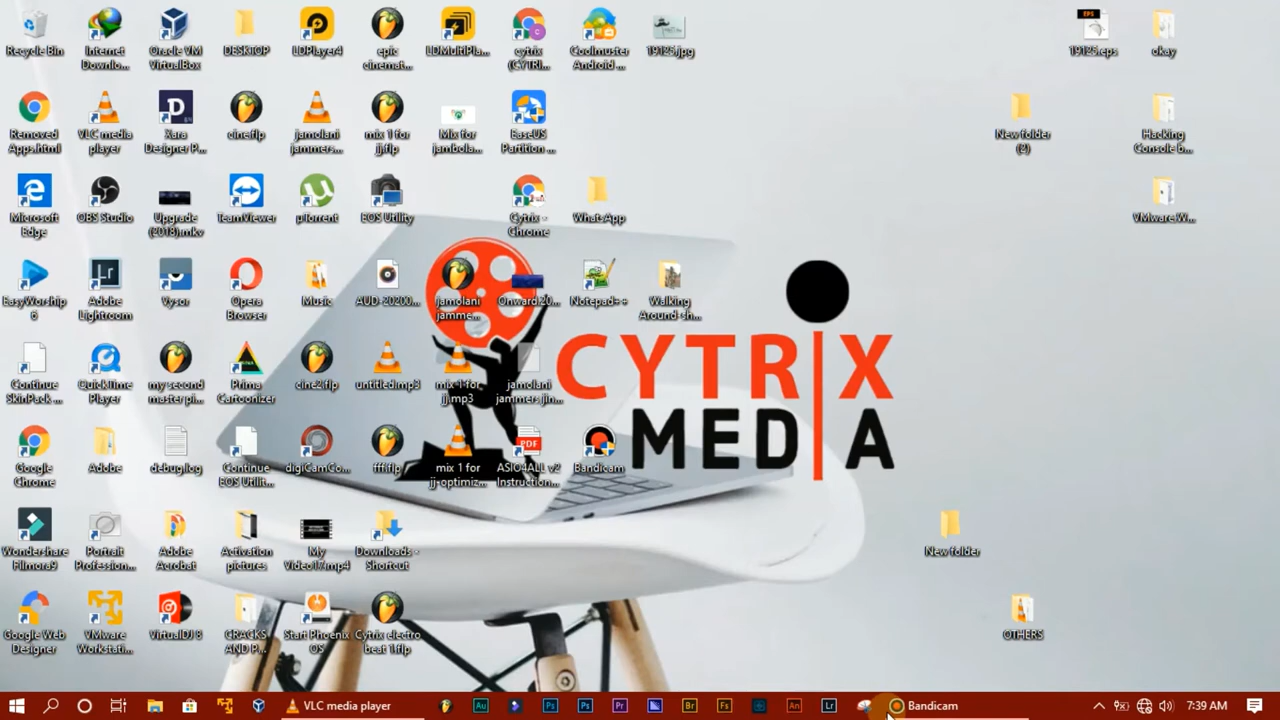 Recycle Bin
Internet
Downlo...
Oracle VM
VirtualBox
DESKTOP
LDPlayer4
epic
cinemat...
LDMultiPla...
cytrix
(CYTRI...
Coolmuster
Android ...
19125.jpg
19125.eps
okay
Removed
Apps.html
VLC media
player
Xara
Designer P...
cine.flp
jamolani
jammers...
mix 1 for
jj.flp
Mix for
jambola...
EaseUS
Partition ...
New folder
(2)
Hacking
Console b...
Microsoft
Edge
OBS Studio
Upgrade
(2018).mkv
TeamViewer
µTorrent
EOS Utility
Cytrix -
Chrome
WhatsApp
VMware.W...
EasyWorship
6
Adobe
Lightroom
Vysor
Opera
Browser
Music
AUD-20200...
jamolani
jamme...
Onward.20...
Notepad++
Walking
Around-sh...
CYTRIX
MEDIA
Continue
SkinPack ...
QuickTime
Player
my second
master pi...
Prima
Cartoonizer
cine2.flp
untitled.mp3
mix 1 for
jj.mp3
jamolani
jammers jin...
Google
Chrome
Adobe
debug.log
Continue
EOS Utilit...
digiCamCo...
fff.flp
mix 1 for
jj-optimiz...
PDF
ASIO4ALL v2
Instruction...
Bandicam
Wondershare
Filmora9
Portrait
Profession...
Adobe
Acrobat
Activation
pictures
My
Video17.mp4
Downloads -
Shortcut
New folder
Google Web
Designer
VMware
Workstati...
VirtualDJ 8
CRACKS
AND P...
Start Phoenix
OS
Cytrix electro
beat 1.flp
OTHERS
VLC media player
Au
Ps
Ps
Pr
Br
Fs
An
Lr
Bandicam
7:39 AM